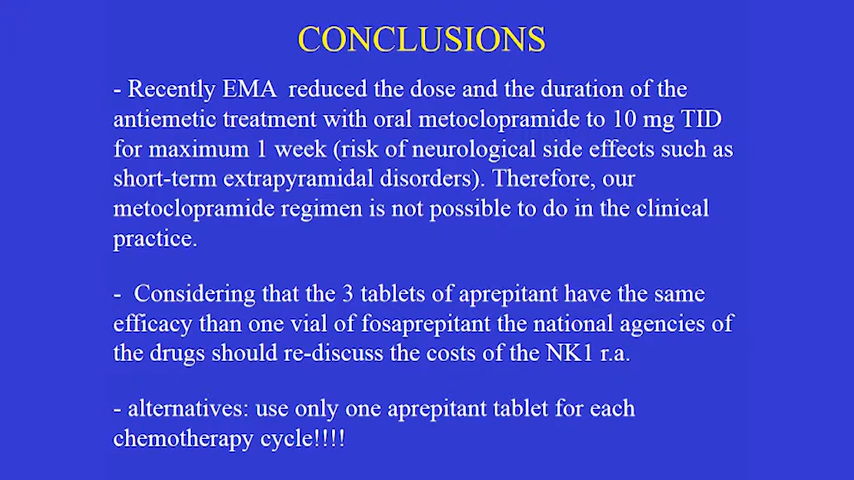 CONCLUSIONS
- Recently EMA reduced the dose and the duration of the
antiemetic treatment with oral metoclopramide to 10 mg TID
for maximum 1 week (risk of neurological side effects such as
short-term extrapyramidal disorders). Therefore, our
metoclopramide regimen is not possible to do in the clinical
practice.
- Considering that the 3 tablets of aprepitant have the same
efficacy than one vial of fosaprepitant the national agencies of
the drugs should re-discuss the costs of the NK1 r.a.
- alternatives: use only one aprepitant tablet for each
chemotherapy cycle!!!!